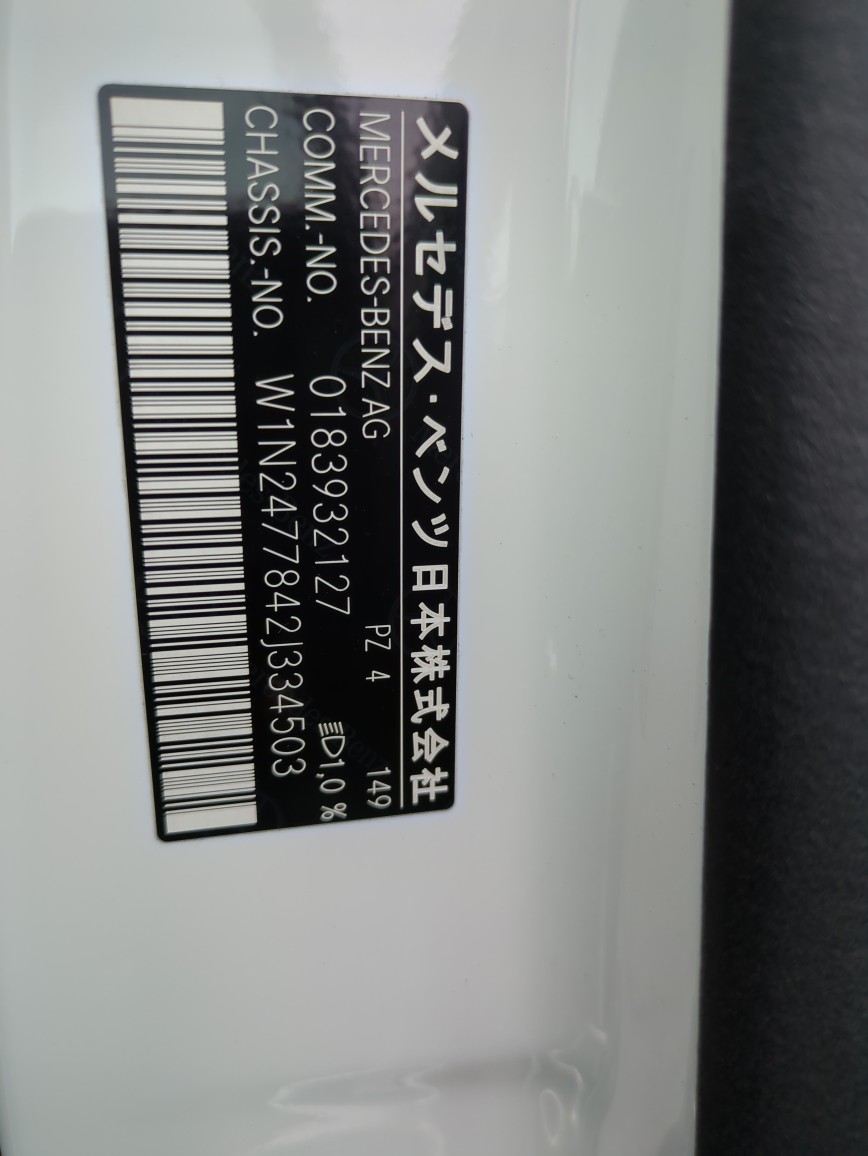 メルセデス・ベンツ日本株式会社
MERCEDES-BENZ AG PZ 4 149
COMM.-NO. 0183932127 1,0 %
CHASSIS.-NO. W1N2477842J334503